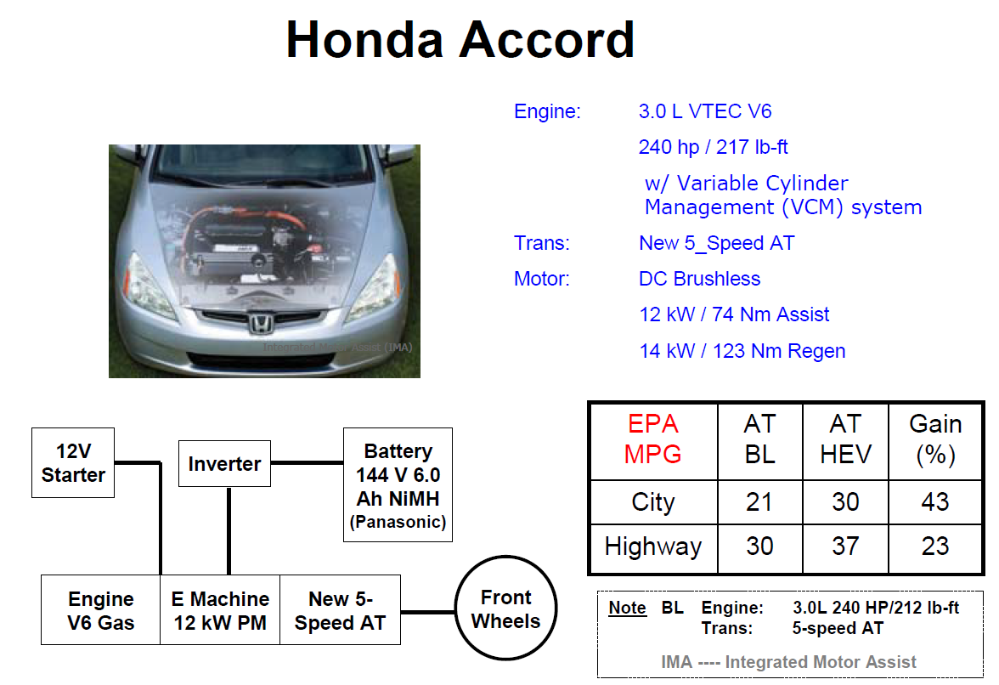 Honda Accord
Engine: 3.0 L VTEC V6
240 hp / 217 lb-ft
w/ Variable Cylinder
Management (VCM) system
Trans: New 5_Speed AT
Motor: DC Brushless
12 kW / 74 Nm Assist
14 kW / 123 Nm Regen
Integrated Motor Assist (IMA)
12V
Starter
Inverter
Battery
144 V 6.0
Ah NiMH
(Panasonic)
Engine
V6 Gas
E Machine
12 kW PM
New 5-
Speed AT
Front
Wheels
EPA MPG AT BL AT HEV Gain (%)
City 21 30 43
Highway 30 37 23
Note BL Engine: 3.0L 240 HP/212 lb-ft
Trans: 5-speed AT
IMA ---- Integrated Motor Assist